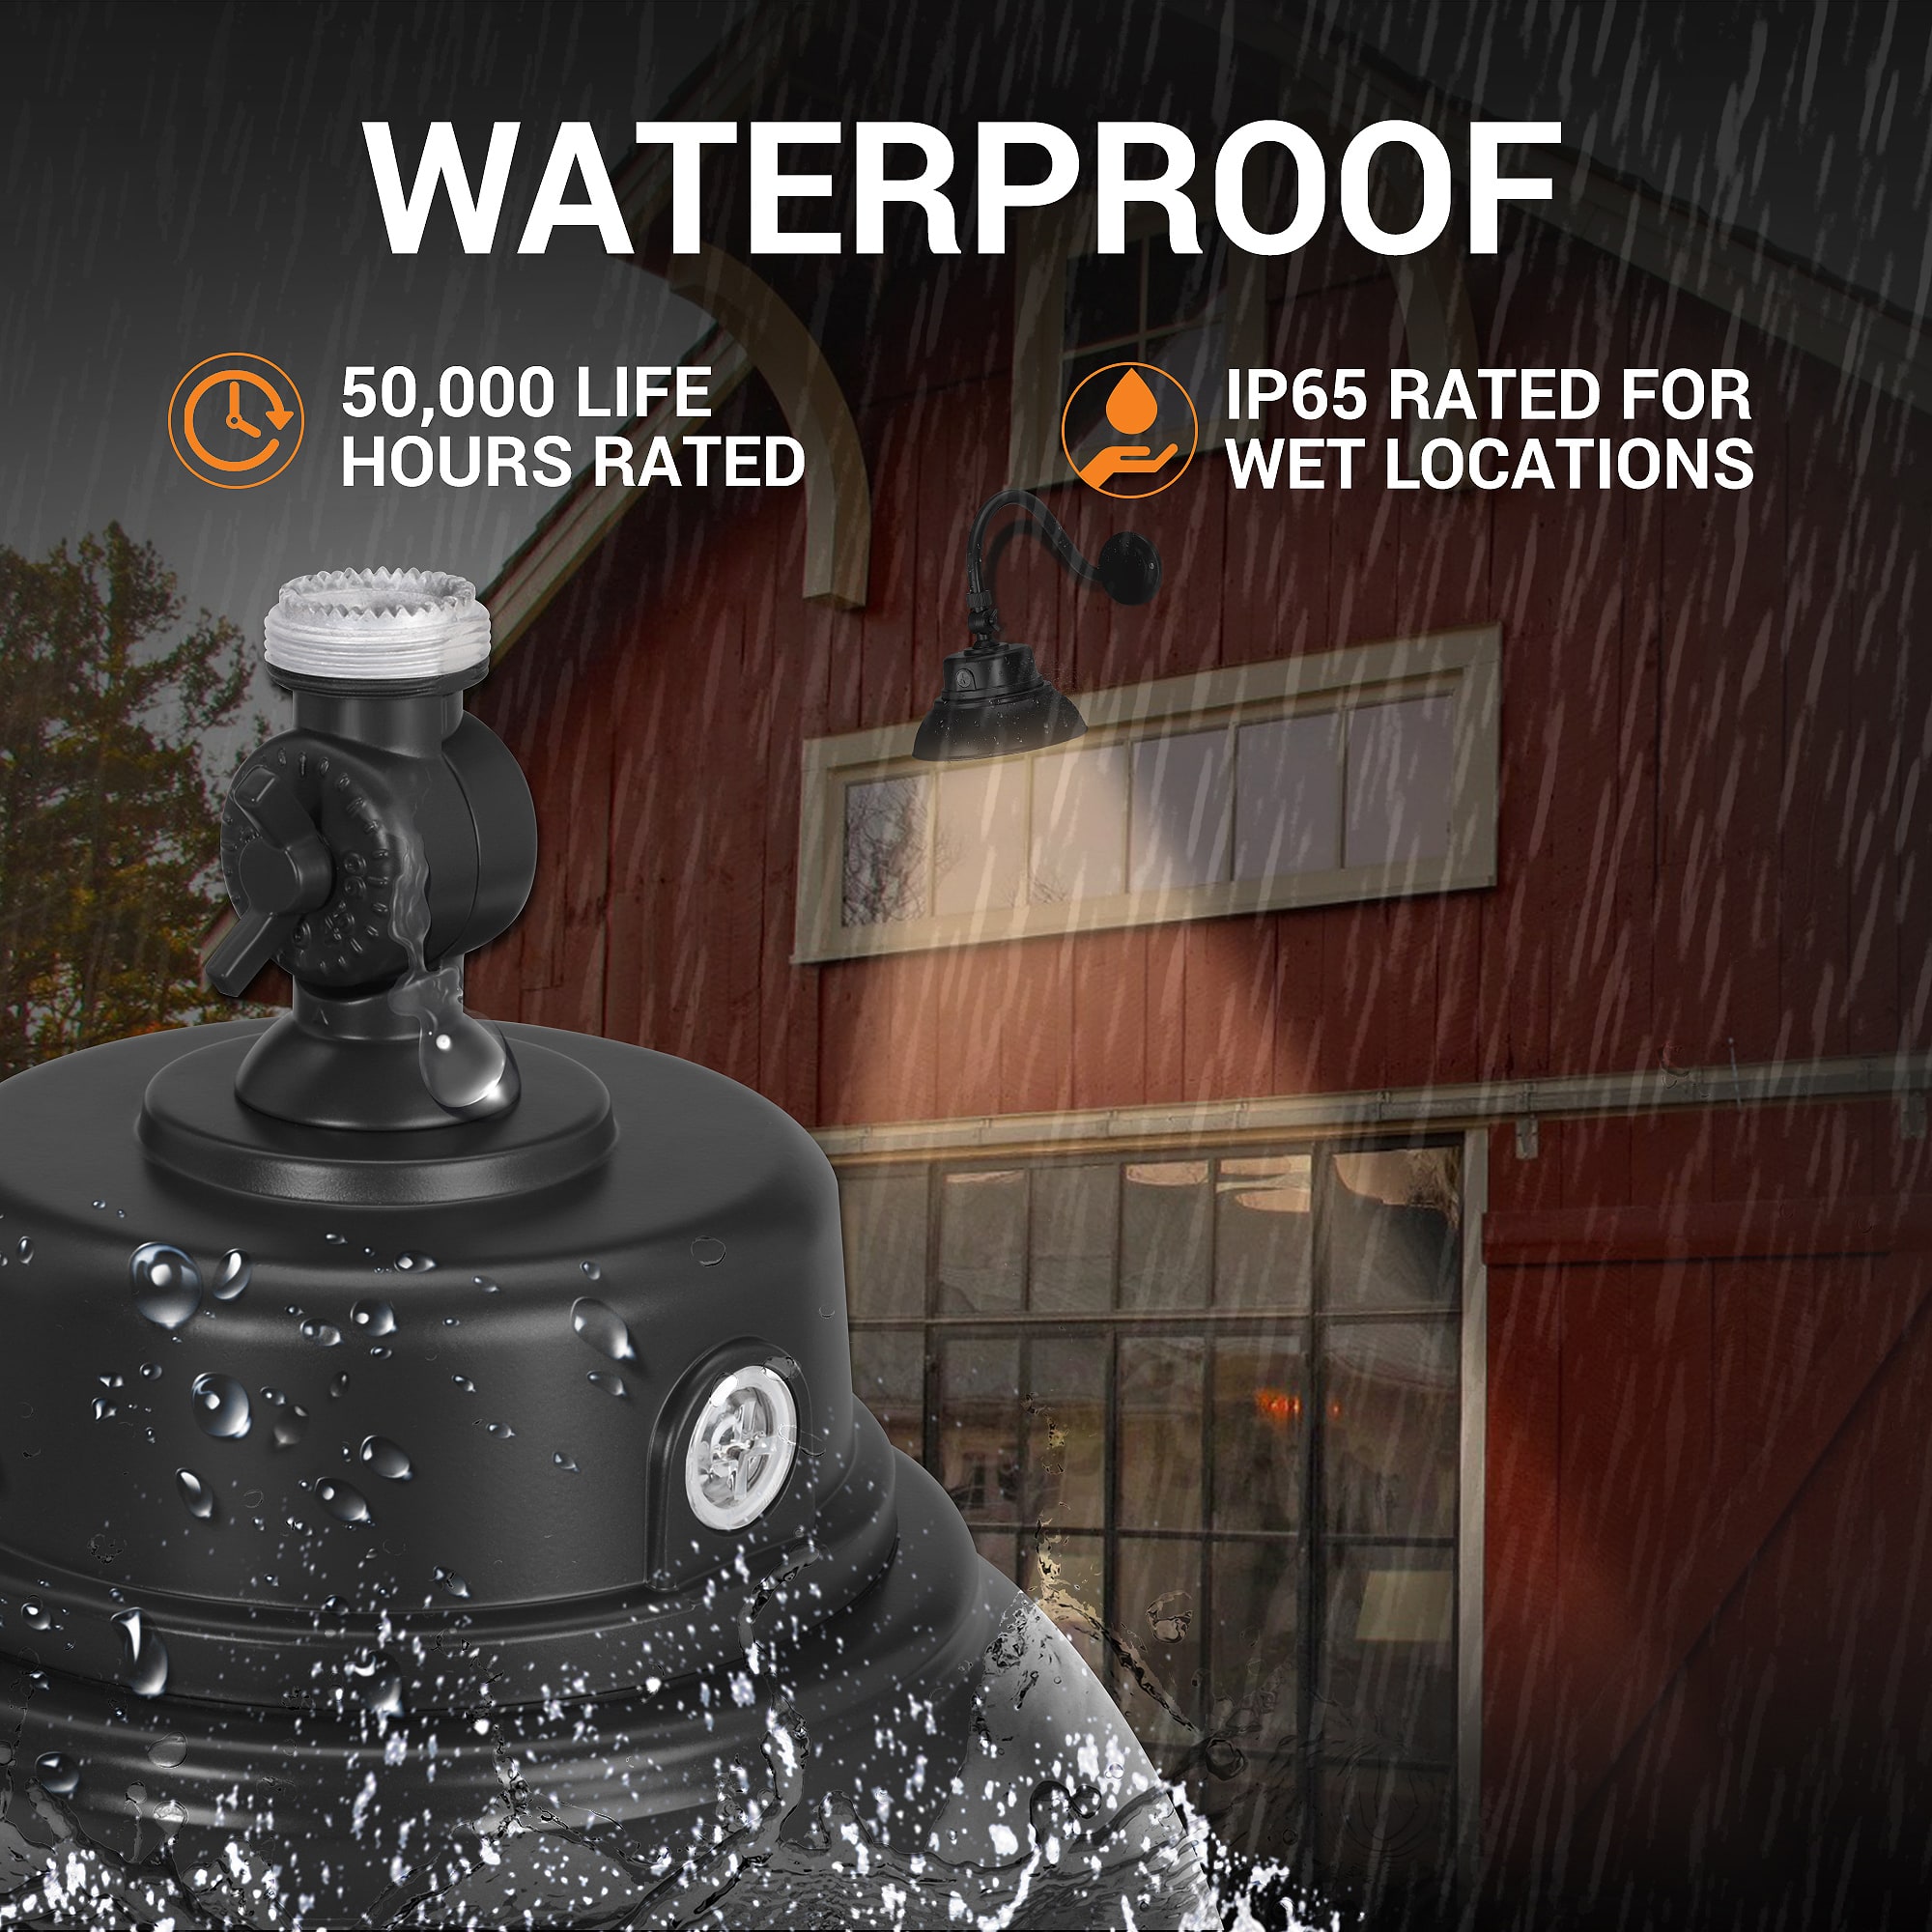 WATERPROOF
50,000 LIFE
HOURS RATED
IP65 RATED FOR
WET LOCATIONS